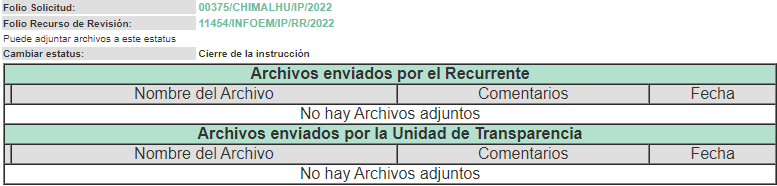 Folio Solicitud: 00375/CHIMALHU/IP/2022
Folio Recurso de Revisión: 11454/INFOEM/IP/RR/2022
Puede adjuntar archivos a este estatus
Cambiar estatus: Cierre de la instrucción
Archivos enviados por el Recurrente
Nombre del Archivo Comentarios Fecha
No hay Archivos adjuntos
Archivos enviados por la Unidad de Transparencia
Nombre del Archivo Comentarios Fecha
No hay Archivos adjuntos